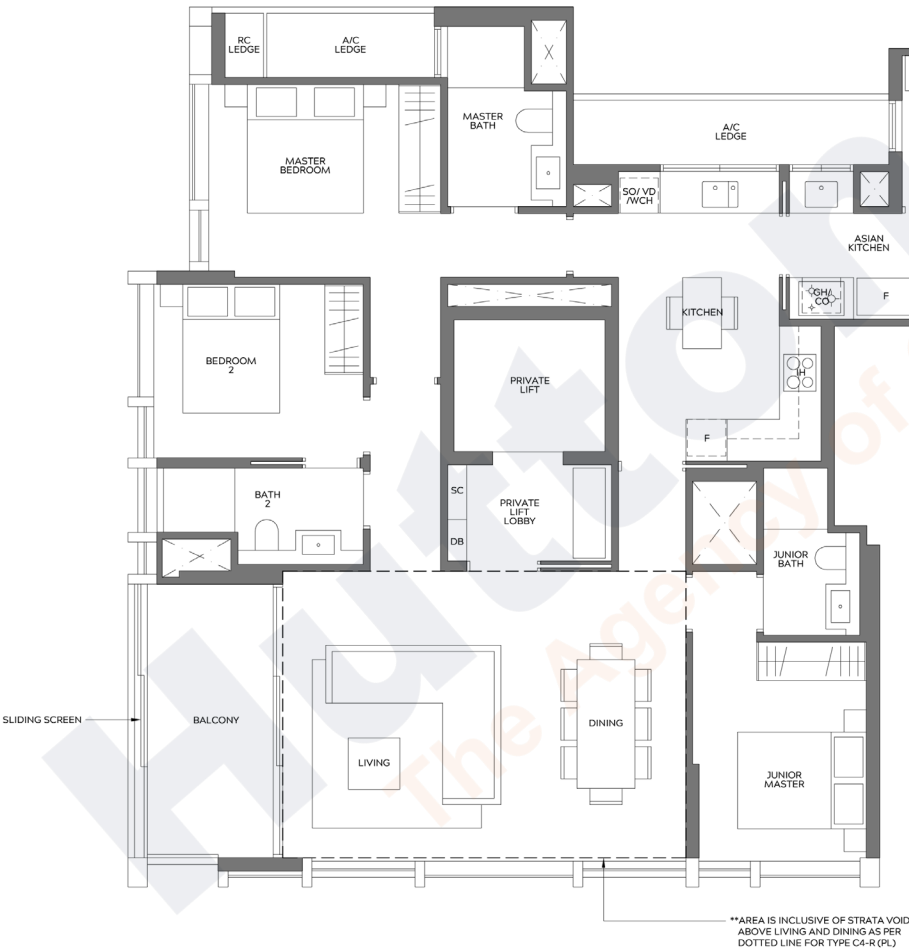 RC
LEDGE
A/C
LEDGE
MASTER
BATH
A/C
LEDGE
MASTER
BEDROOM
SO/ VD
/WCH
ASIAN
KITCHEN
GH/
CO
F
KITCHEN
BEDROOM
2
PRIVATE
LIFT
H
F
BATH
2
SC
DB
PRIVATE
LIFT
LOBBY
JUNIOR
BATH
SLIDING SCREEN
BALCONY
LIVING
DINING
JUNIOR
MASTER
**AREA IS INCLUSIVE OF STRATA VOID
ABOVE LIVING AND DINING AS PER
DOTTED LINE FOR TYPE C4-R (PL)
Hutton
The Agency of